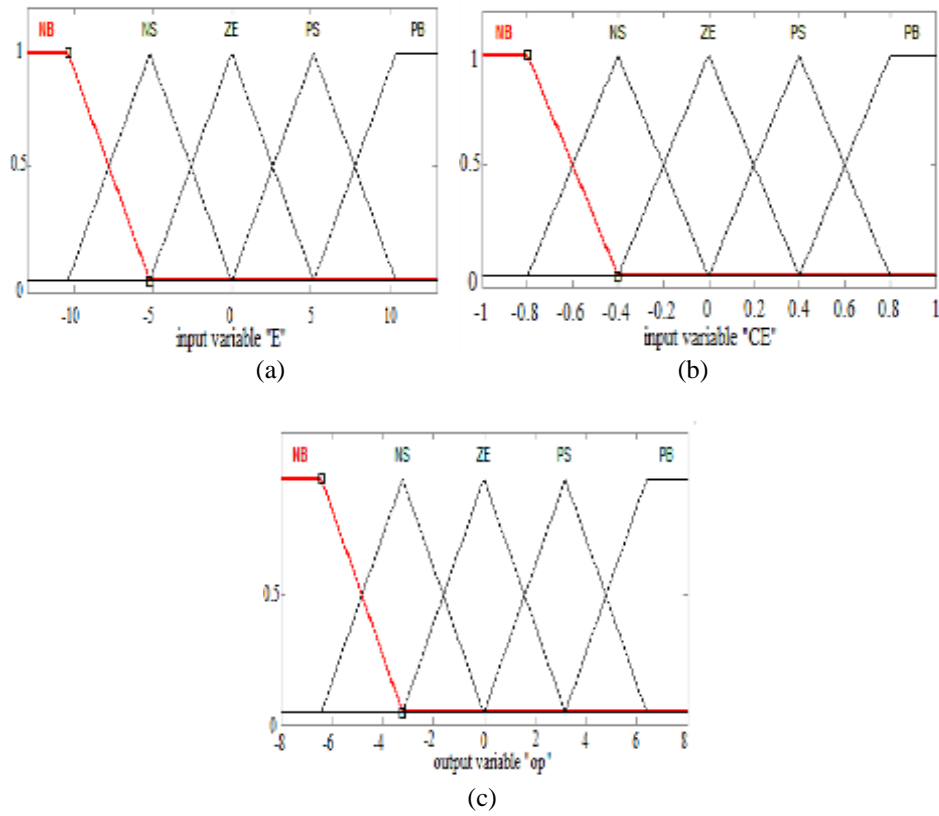 NB NS ZE PS PB
1
0.5
0
-10 -5 0 5 10
input variable "E"
(a)
NB NS ZE PS PB
1
0.5
0
-1 -0.8 -0.6 -0.4 -0.2 0 0.2 0.4 0.6 0.8 1
input variable "CE"
(b)
NB NS ZE PS PB
0.5
0
-8 -6 -4 -2 0 2 4 6 8
output variable "op"
(c)